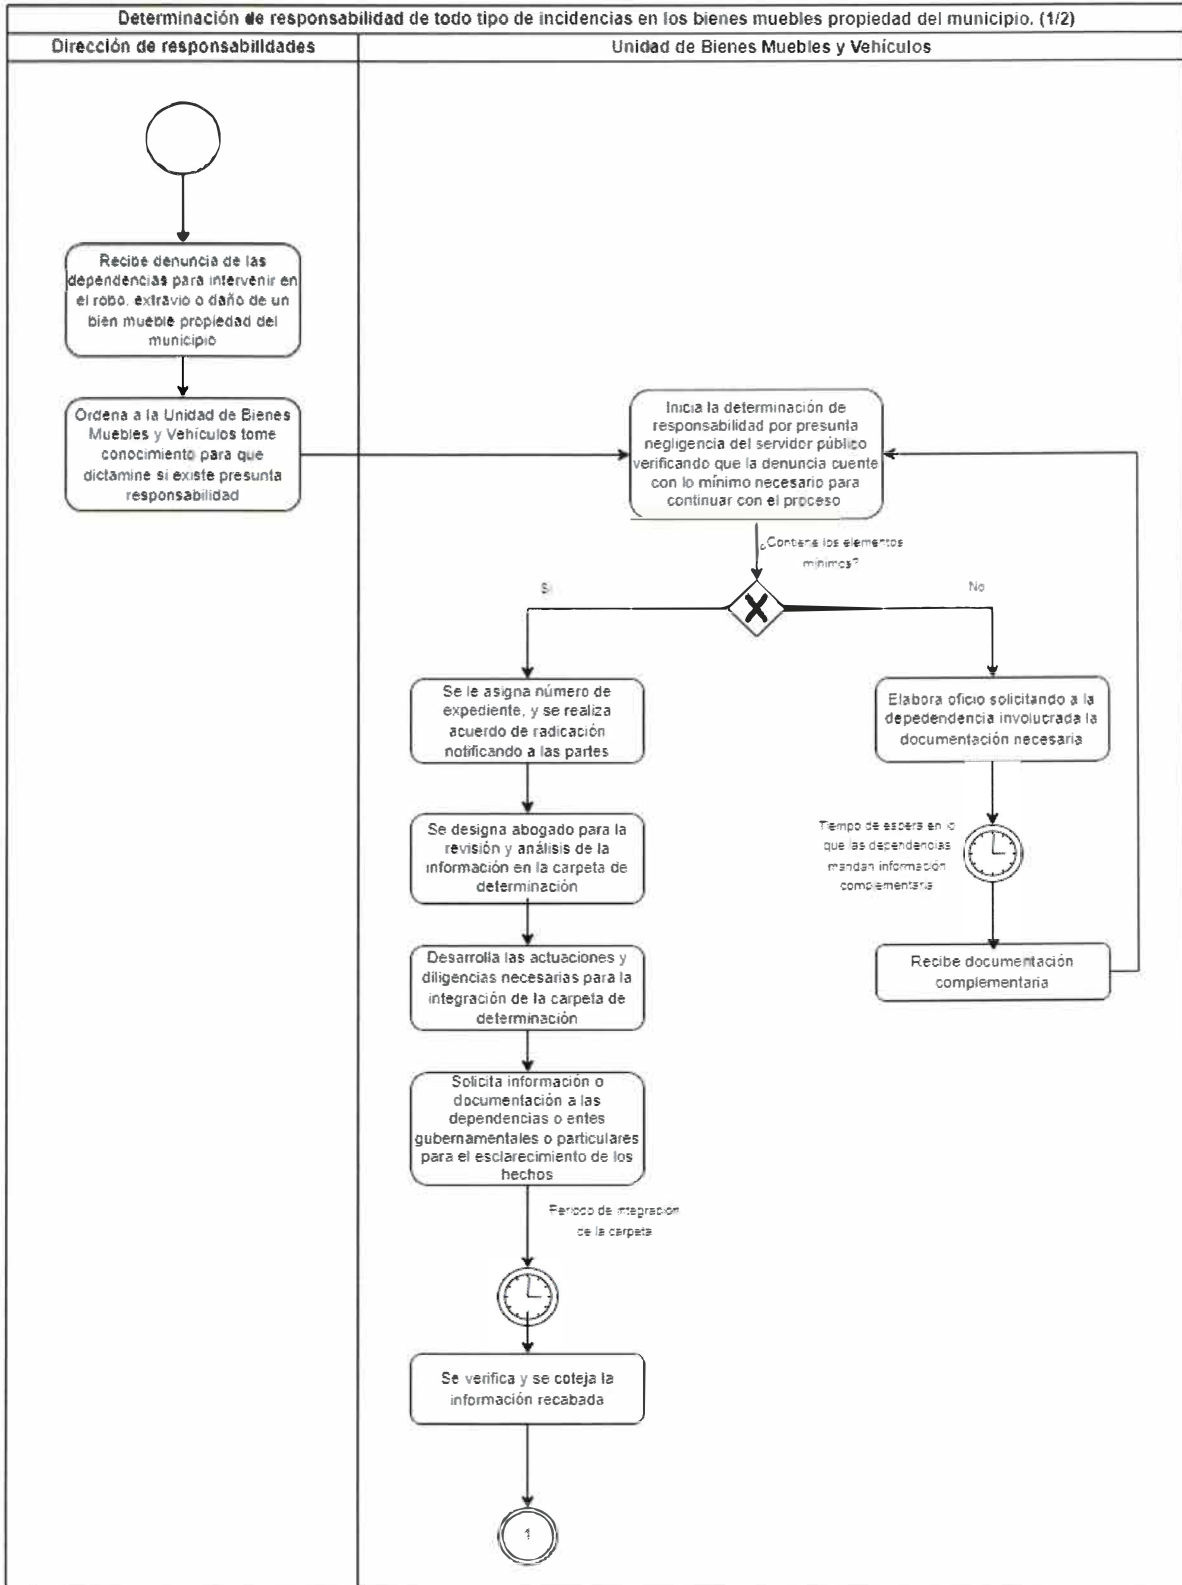 Determinación de responsabilidad de todo tipo de incidencias en los bienes muebles propiedad del municipio. (1/2)
Dirección de responsabilidades
Unidad de Bienes Muebles y Vehículos
Recibe denuncia de las
dependencias para intervenir en
el robo, extravio o daño de un
bien mueble propiedad del
municipio
Ordena a la Unidad de Bienes
Muebles y Vehículos tome
conocimiento para que
dictamine si existe presunta
responsabilidad
Inicia la determinación de
responsabilidad por presunta
negligencia del servidor público
verificando que la denuncia cuente
con lo mínimo necesario para
continuar con el proceso
¿Contiene los elementos
mínimos?
Si
No
Se le asigna número de
expediente, y se realiza
acuerdo de radicación
notificando a las partes
Se designa abogado para la
revisión y análisis de la
información en la carpeta de
determinación
Desarrolla las actuaciones y
diligencias necesarias para la
integración de la carpeta de
determinación
Solicita información o
documentación a las
dependencias o entes
gubernamentales o particulares
para el esclarecimiento de los
hechos
Periodo de integración
de la carpeta
Se verifica y se coteja la
información recabada
1
Elabora oficio solicitando a la
depedendencia involucrada la
documentación necesaria
Tiempo de espera en lo
que las dependencias
mandan información
complementaria
Recibe documentación
complementaria